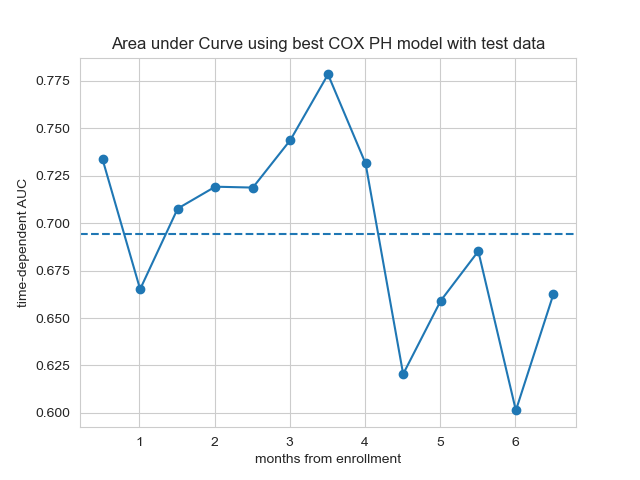 Area under Curve using best COX PH model with test data
time-dependent AUC
0.775
0.750
0.725
0.700
0.675
0.650
0.625
0.600
1 2 3 4 5 6
months from enrollment